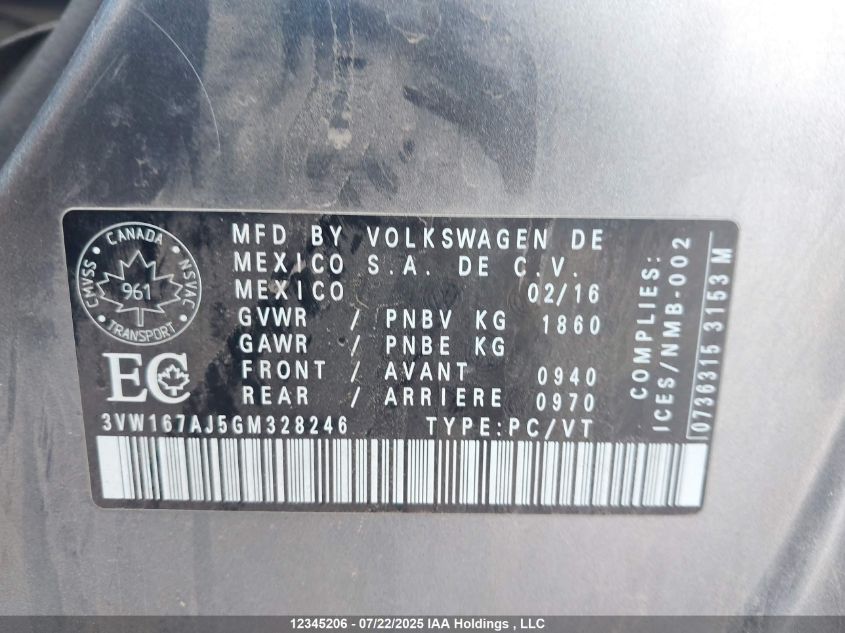 CANADA
CMVSS
NSVAC
961
TRANSPORT
EC
MFD BY VOLKSWAGEN DE
MEXICO S.A. DE C.V.
MEXICO 02/16
GVWR / PNBV KG 1860
GAWR / PNBE KG
FRONT / AVANT 0940
REAR / ARRIERE 0970
3VW167AJ5GM328246 TYPE:PC/VT
COMPLIES:
ICES/NMB-002
0736315 3153 M
12345206 - 07/22/2025 IAA Holdings , LLC